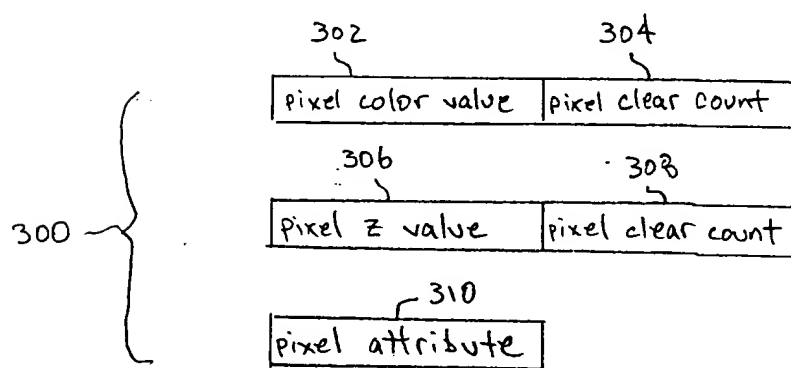 302 304
pixel color value pixel clear count
306 308
300 pixel z value pixel clear count
310
pixel attribute